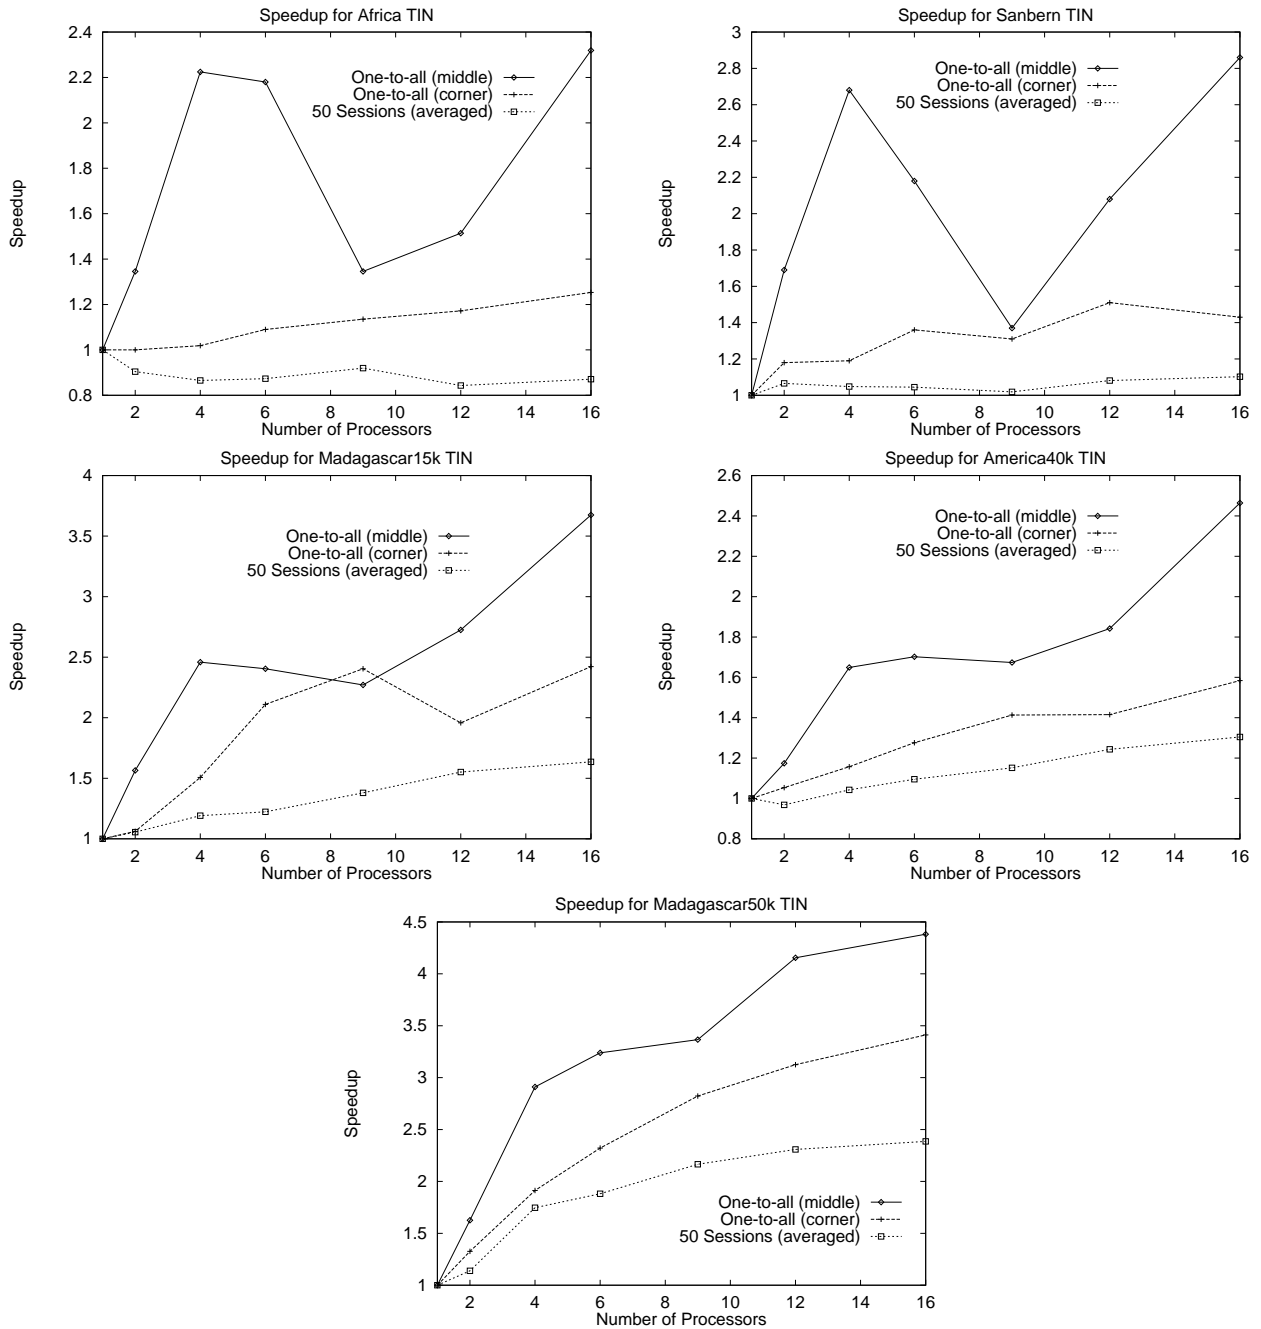 Speedup for Africa TIN
2.4
2.2
2
1.8
1.6
1.4
1.2
1
0.8
Speedup
One-to-all (middle)
One-to-all (corner)
50 Sessions (averaged)
2 4 6 8 10 12 14 16
Number of Processors
Speedup for Sanbern TIN
3
2.8
2.6
2.4
2.2
2
1.8
1.6
1.4
1.2
1
Speedup
One-to-all (middle)
One-to-all (corner)
50 Sessions (averaged)
2 4 6 8 10 12 14 16
Number of Processors
Speedup for Madagascar15k TIN
4
3.5
3
2.5
2
1.5
1
Speedup
One-to-all (middle)
One-to-all (corner)
50 Sessions (averaged)
2 4 6 8 10 12 14 16
Number of Processors
Speedup for America40k TIN
2.6
2.4
2.2
2
1.8
1.6
1.4
1.2
1
0.8
Speedup
One-to-all (middle)
One-to-all (corner)
50 Sessions (averaged)
2 4 6 8 10 12 14 16
Number of Processors
Speedup for Madagascar50k TIN
4.5
4
3.5
3
2.5
2
1.5
1
Speedup
One-to-all (middle)
One-to-all (corner)
50 Sessions (averaged)
2 4 6 8 10 12 14 16
Number of Processors